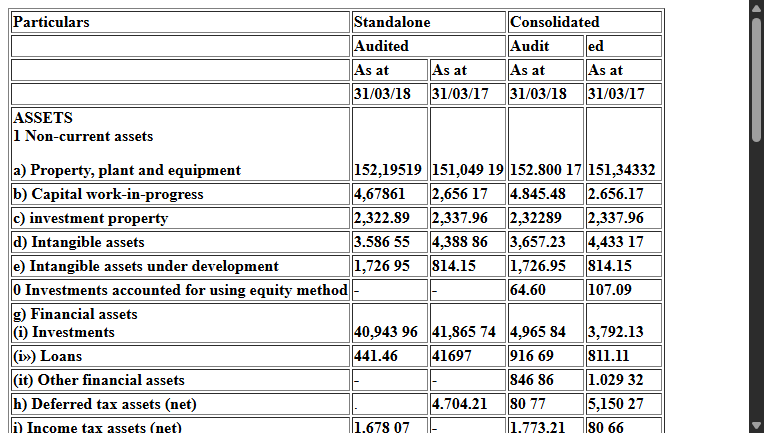 Particulars Standalone Consolidated
Audited Audit ed
As at As at As at As at
31/03/18 31/03/17 31/03/18 31/03/17
ASSETS
1 Non-current assets
a) Property, plant and equipment 152,19519 151,049 19 152.800 17 151,34332
b) Capital work-in-progress 4,67861 2,656 17 4.845.48 2.656.17
c) investment property 2,322.89 2,337.96 2,32289 2,337.96
d) Intangible assets 3.586 55 4,388 86 3,657.23 4,433 17
e) Intangible assets under development 1,726 95 814.15 1,726.95 814.15
0 Investments accounted for using equity method - - 64.60 107.09
g) Financial assets
(i) Investments 40,943 96 41,865 74 4,965 84 3,792.13
(i») Loans 441.46 41697 916 69 811.11
(it) Other financial assets - - 846 86 1.029 32
h) Deferred tax assets (net) . 4.704.21 80 77 5,150 27
i) Income tax assets (net) 1.678 07 - 1.773.21 80 66